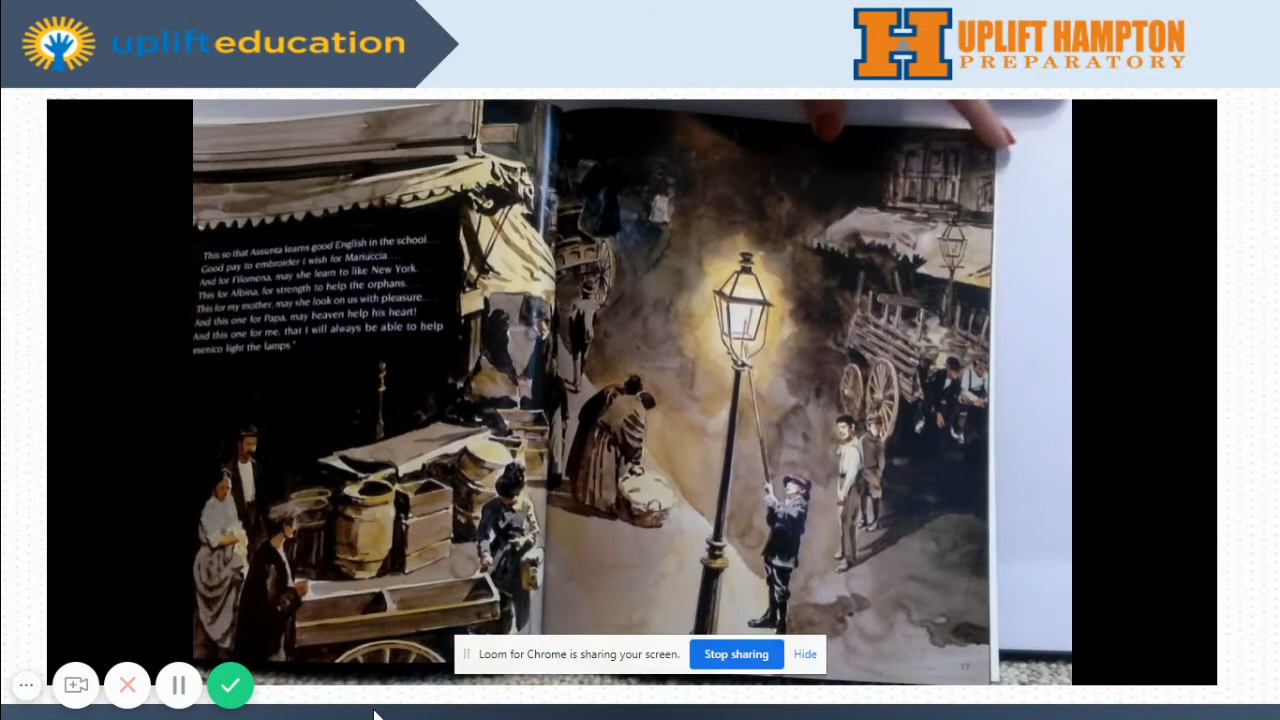 uplifteducation
H UPLIFT HAMPTON
PREPARATORY
This so that Assunta learns good English in the school....
Good pay to embroider I wish for Mariuccia....
And for Filomena, may she learn to like New York....
This for Albina, for strength to help the orphans....
This for my mother, may she look on us with pleasure....
And this one for Papa, may heaven help his heart!
And this one for me, that I will always be able to help
menico light the lamps."
17
Loom for Chrome is sharing your screen.
Stop sharing
Hide